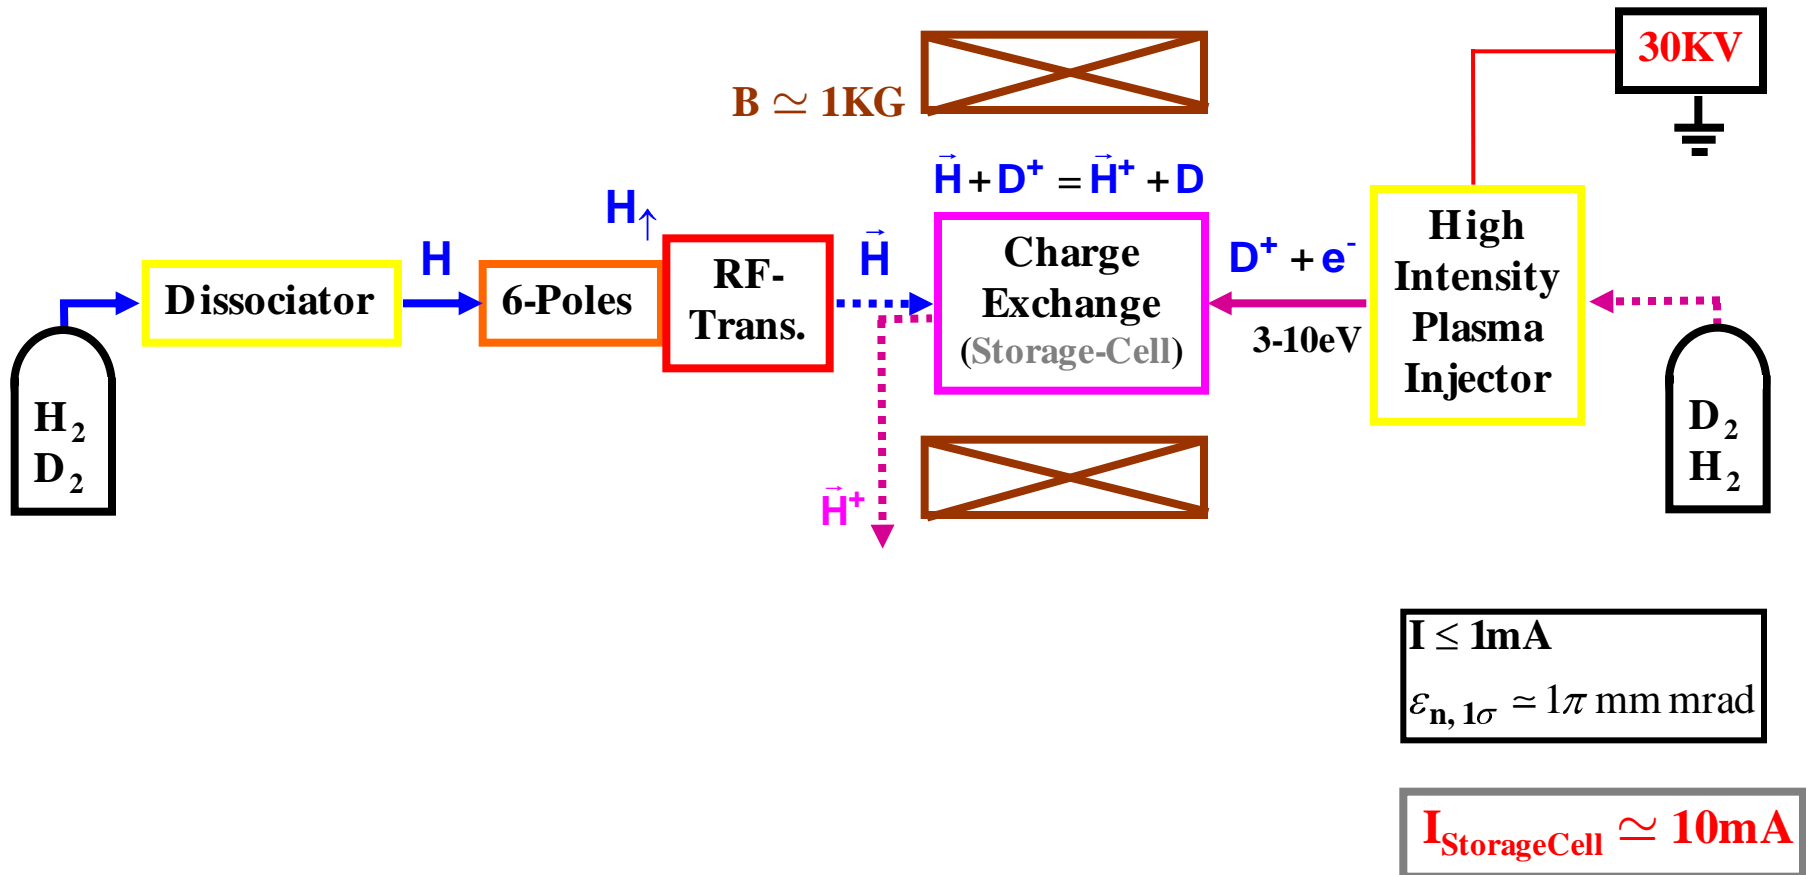 30KV
B ≃ 1KG
H⃗ + D⁺ = H⃗⁺ + D
H↑
H
Dissociator
6-Poles
RF-
Trans.
H⃗
Charge
Exchange
(Storage-Cell)
D⁺ + e⁻
3-10eV
High
Intensity
Plasma
Injector
H₂
D₂
H⃗⁺
D₂
H₂
I ≤ 1mA
εn, 1σ ≃ 1π mm mrad
I_StorageCell ≃ 10mA